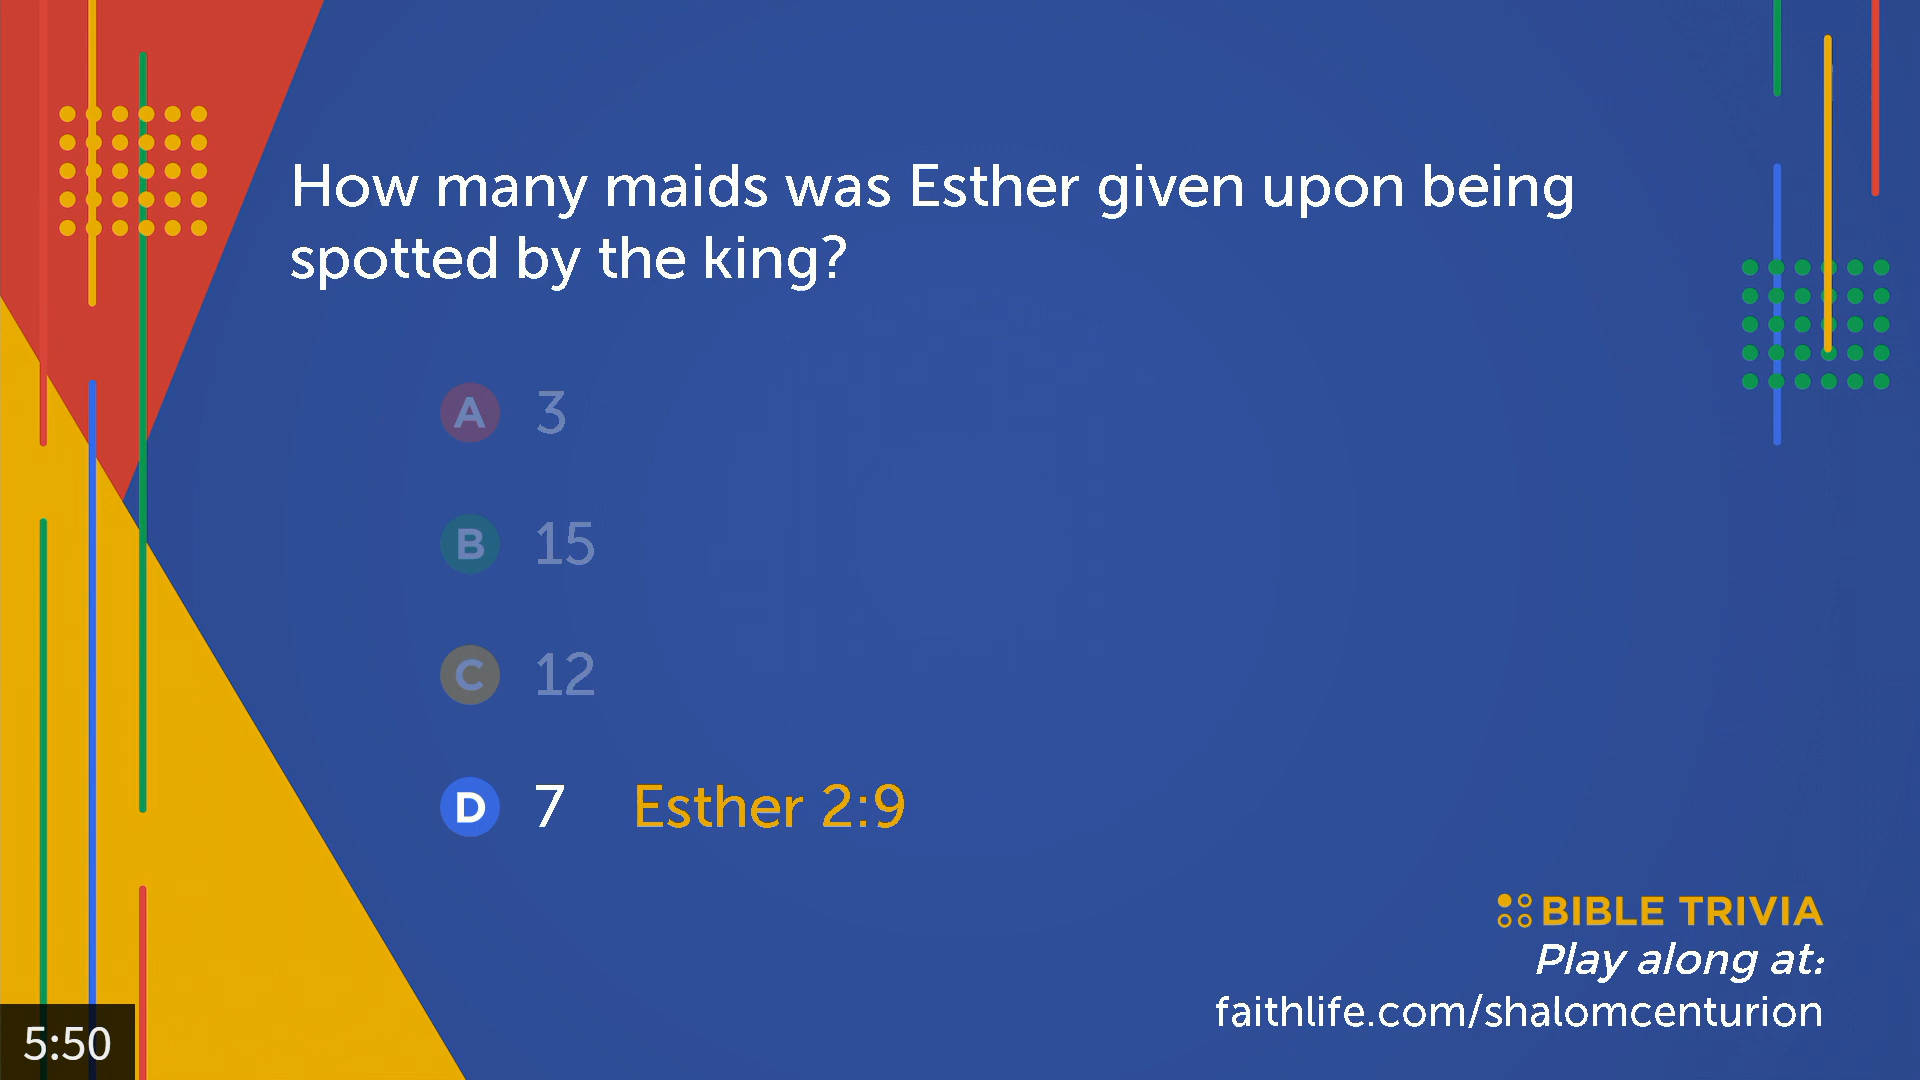 How many maids was Esther given upon being
spotted by the king?
A 3
B 15
C 12
D 7 Esther 2:9
BIBLE TRIVIA
Play along at:
faithlife.com/shalomcenturion
5:50